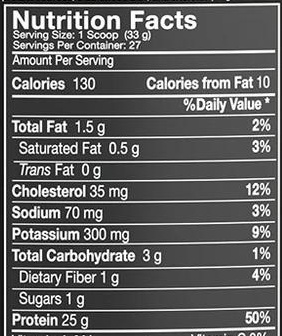 Nutrition Facts
Serving Size: 1 Scoop (33 g)
Servings Per Container: 27
Amount Per Serving
Calories 130 Calories from Fat 10
%Daily Value *
Total Fat 1.5 g 2%
Saturated Fat 0.5 g 3%
Trans Fat 0 g
Cholesterol 35 mg 12%
Sodium 70 mg 3%
Potassium 300 mg 9%
Total Carbohydrate 3 g 1%
Dietary Fiber 1 g 4%
Sugars 1 g
Protein 25 g 50%